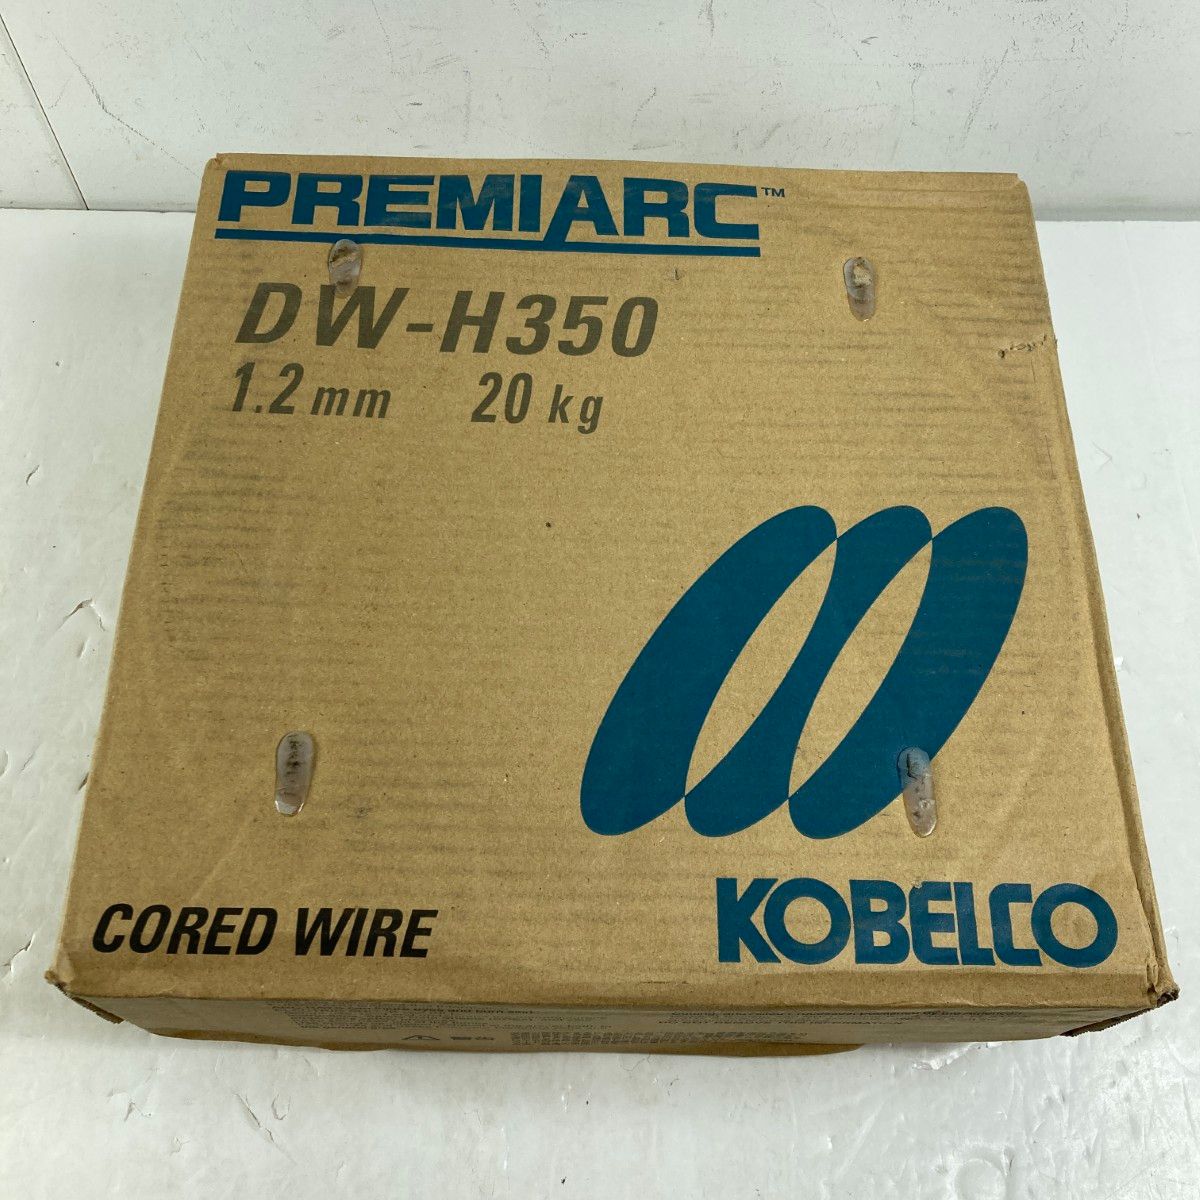 PREMIARC™
DW-H350
1.2 mm 20 kg
KOBELCO
CORED WIRE